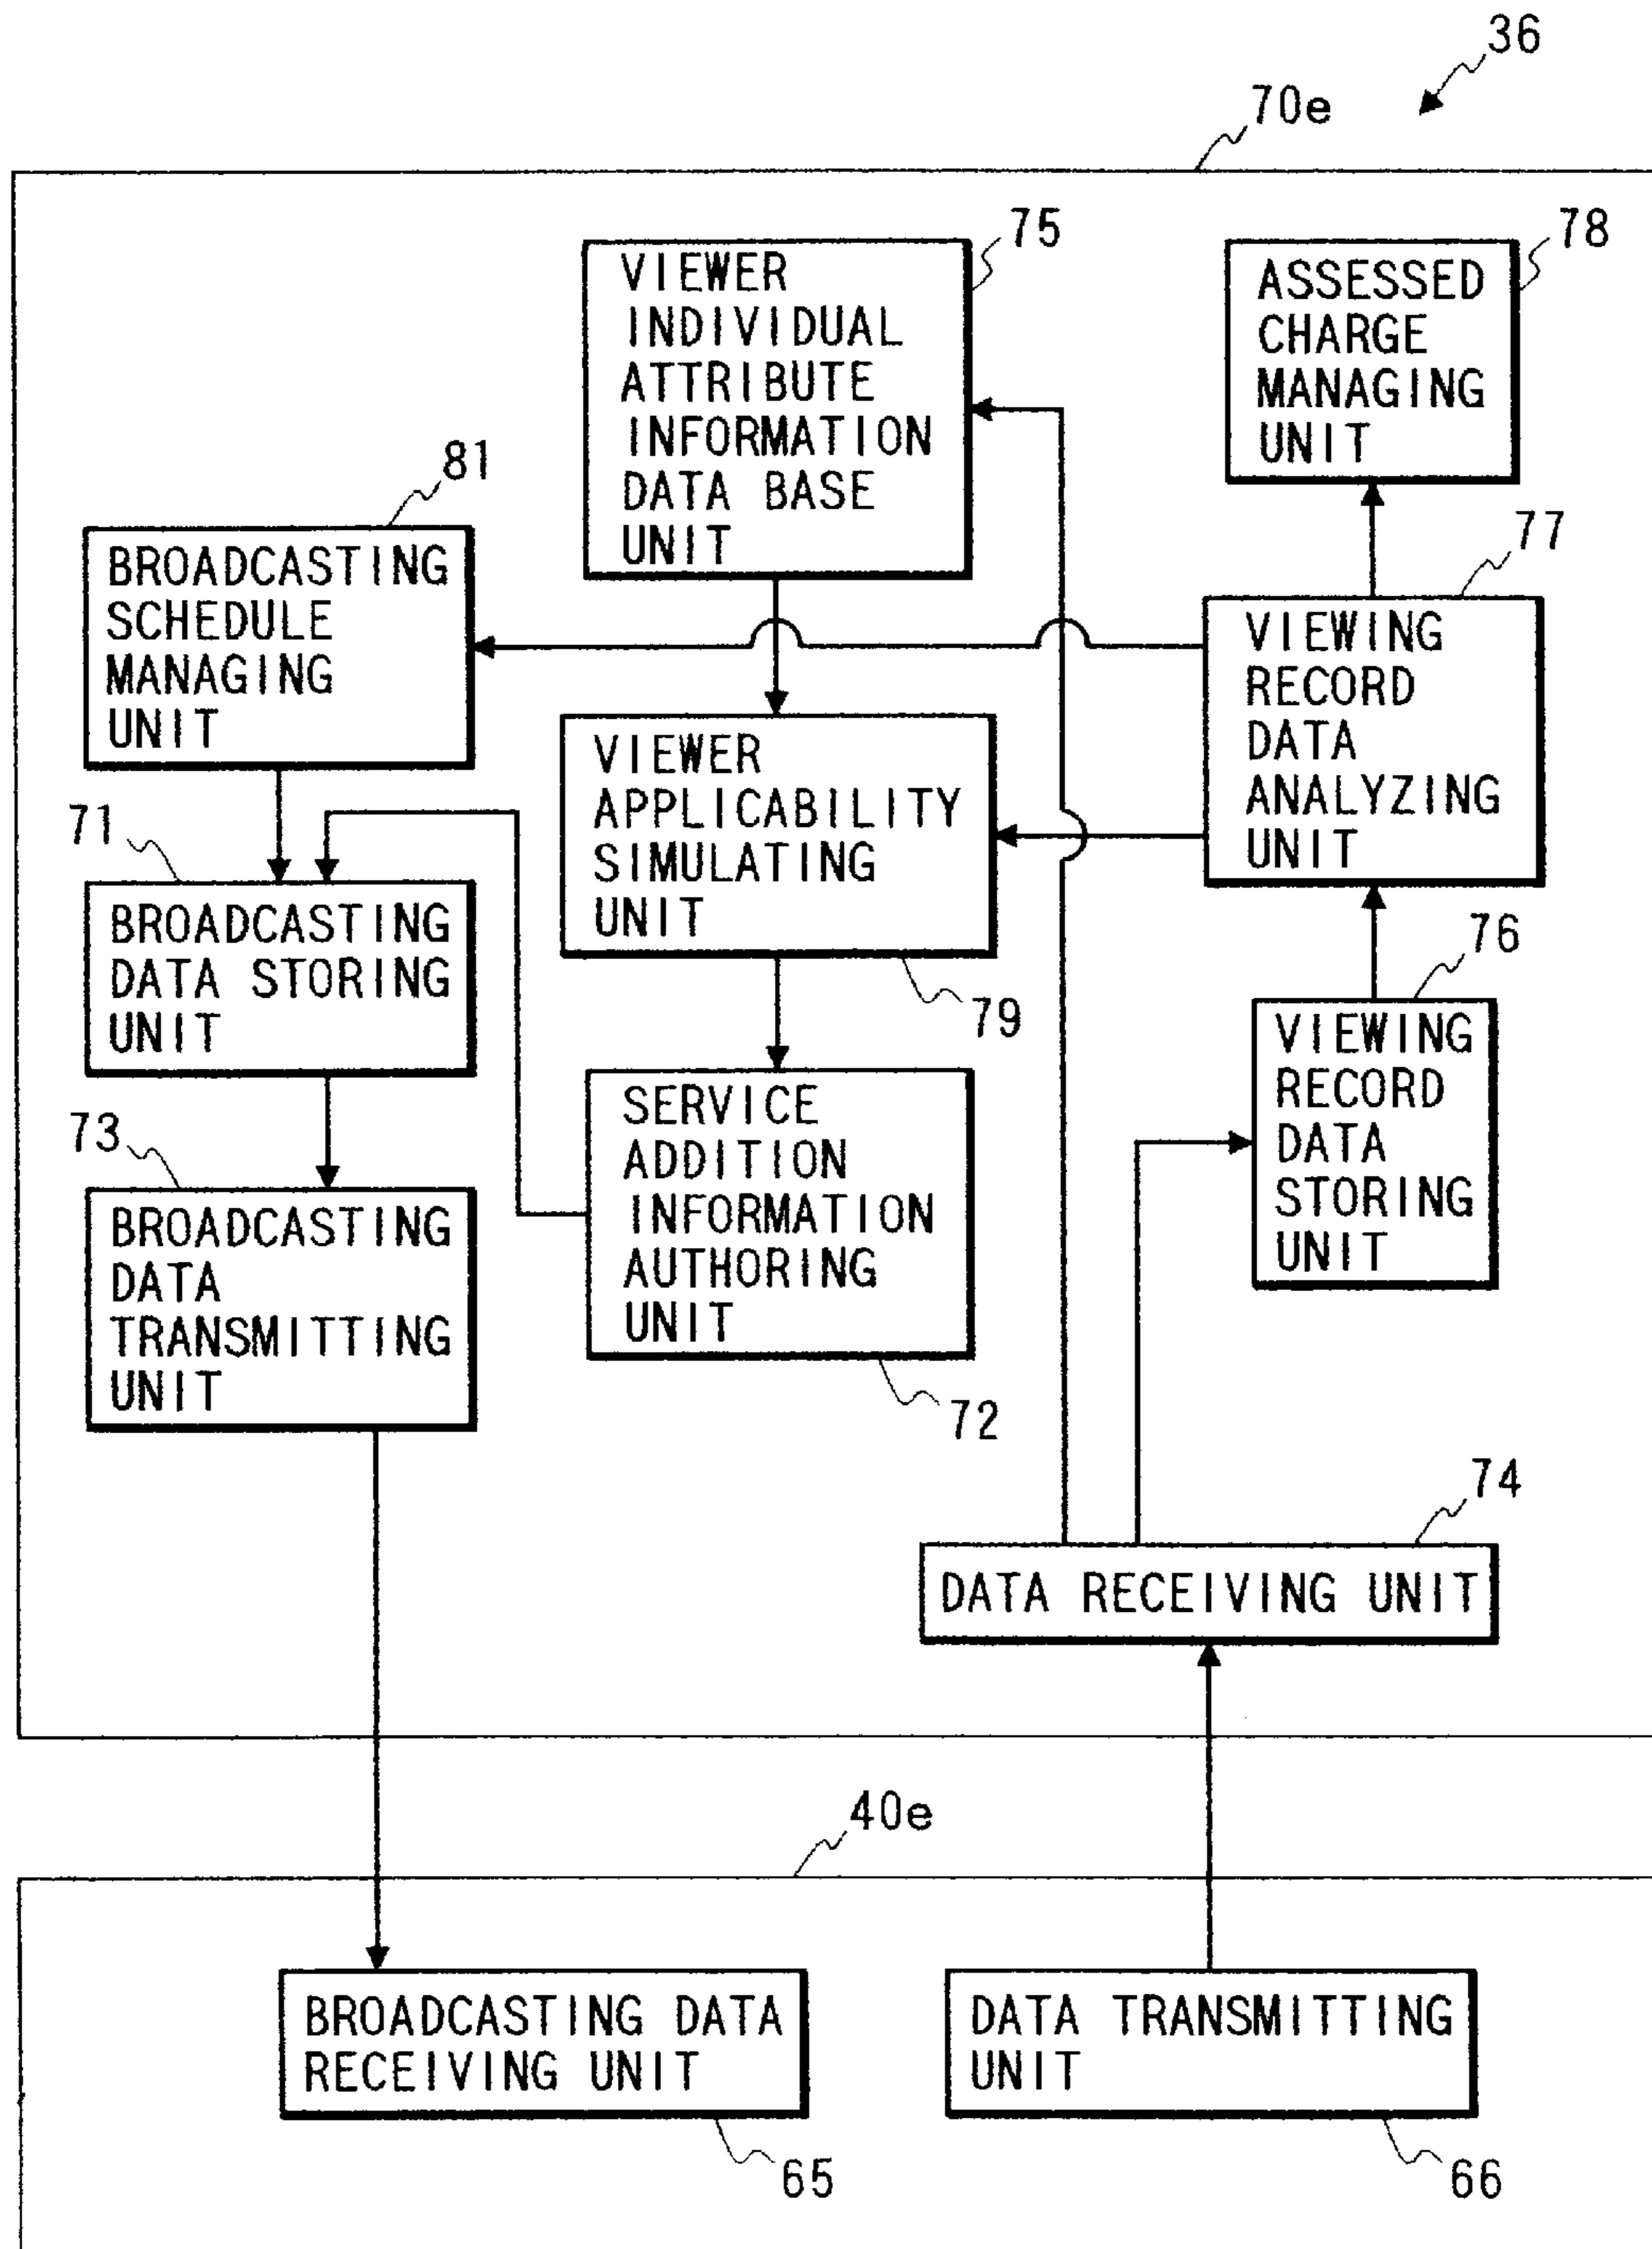 36
70e
75
VIEWER
INDIVIDUAL
ATTRIBUTE
INFORMATION
DATA BASE
UNIT
78
ASSESSED
CHARGE
MANAGING
UNIT
81
BROADCASTING
SCHEDULE
MANAGING
UNIT
77
VIEWING
RECORD
DATA
ANALYZING
UNIT
VIEWER
APPLICABILITY
SIMULATING
UNIT
79
71
BROADCASTING
DATA STORING
UNIT
76
VIEWING
RECORD
DATA
STORING
UNIT
SERVICE
ADDITION
INFORMATION
AUTHORING
UNIT
72
73
BROADCASTING
DATA
TRANSMITTING
UNIT
74
DATA RECEIVING UNIT
40e
BROADCASTING DATA
RECEIVING UNIT
65
DATA TRANSMITTING
UNIT
66